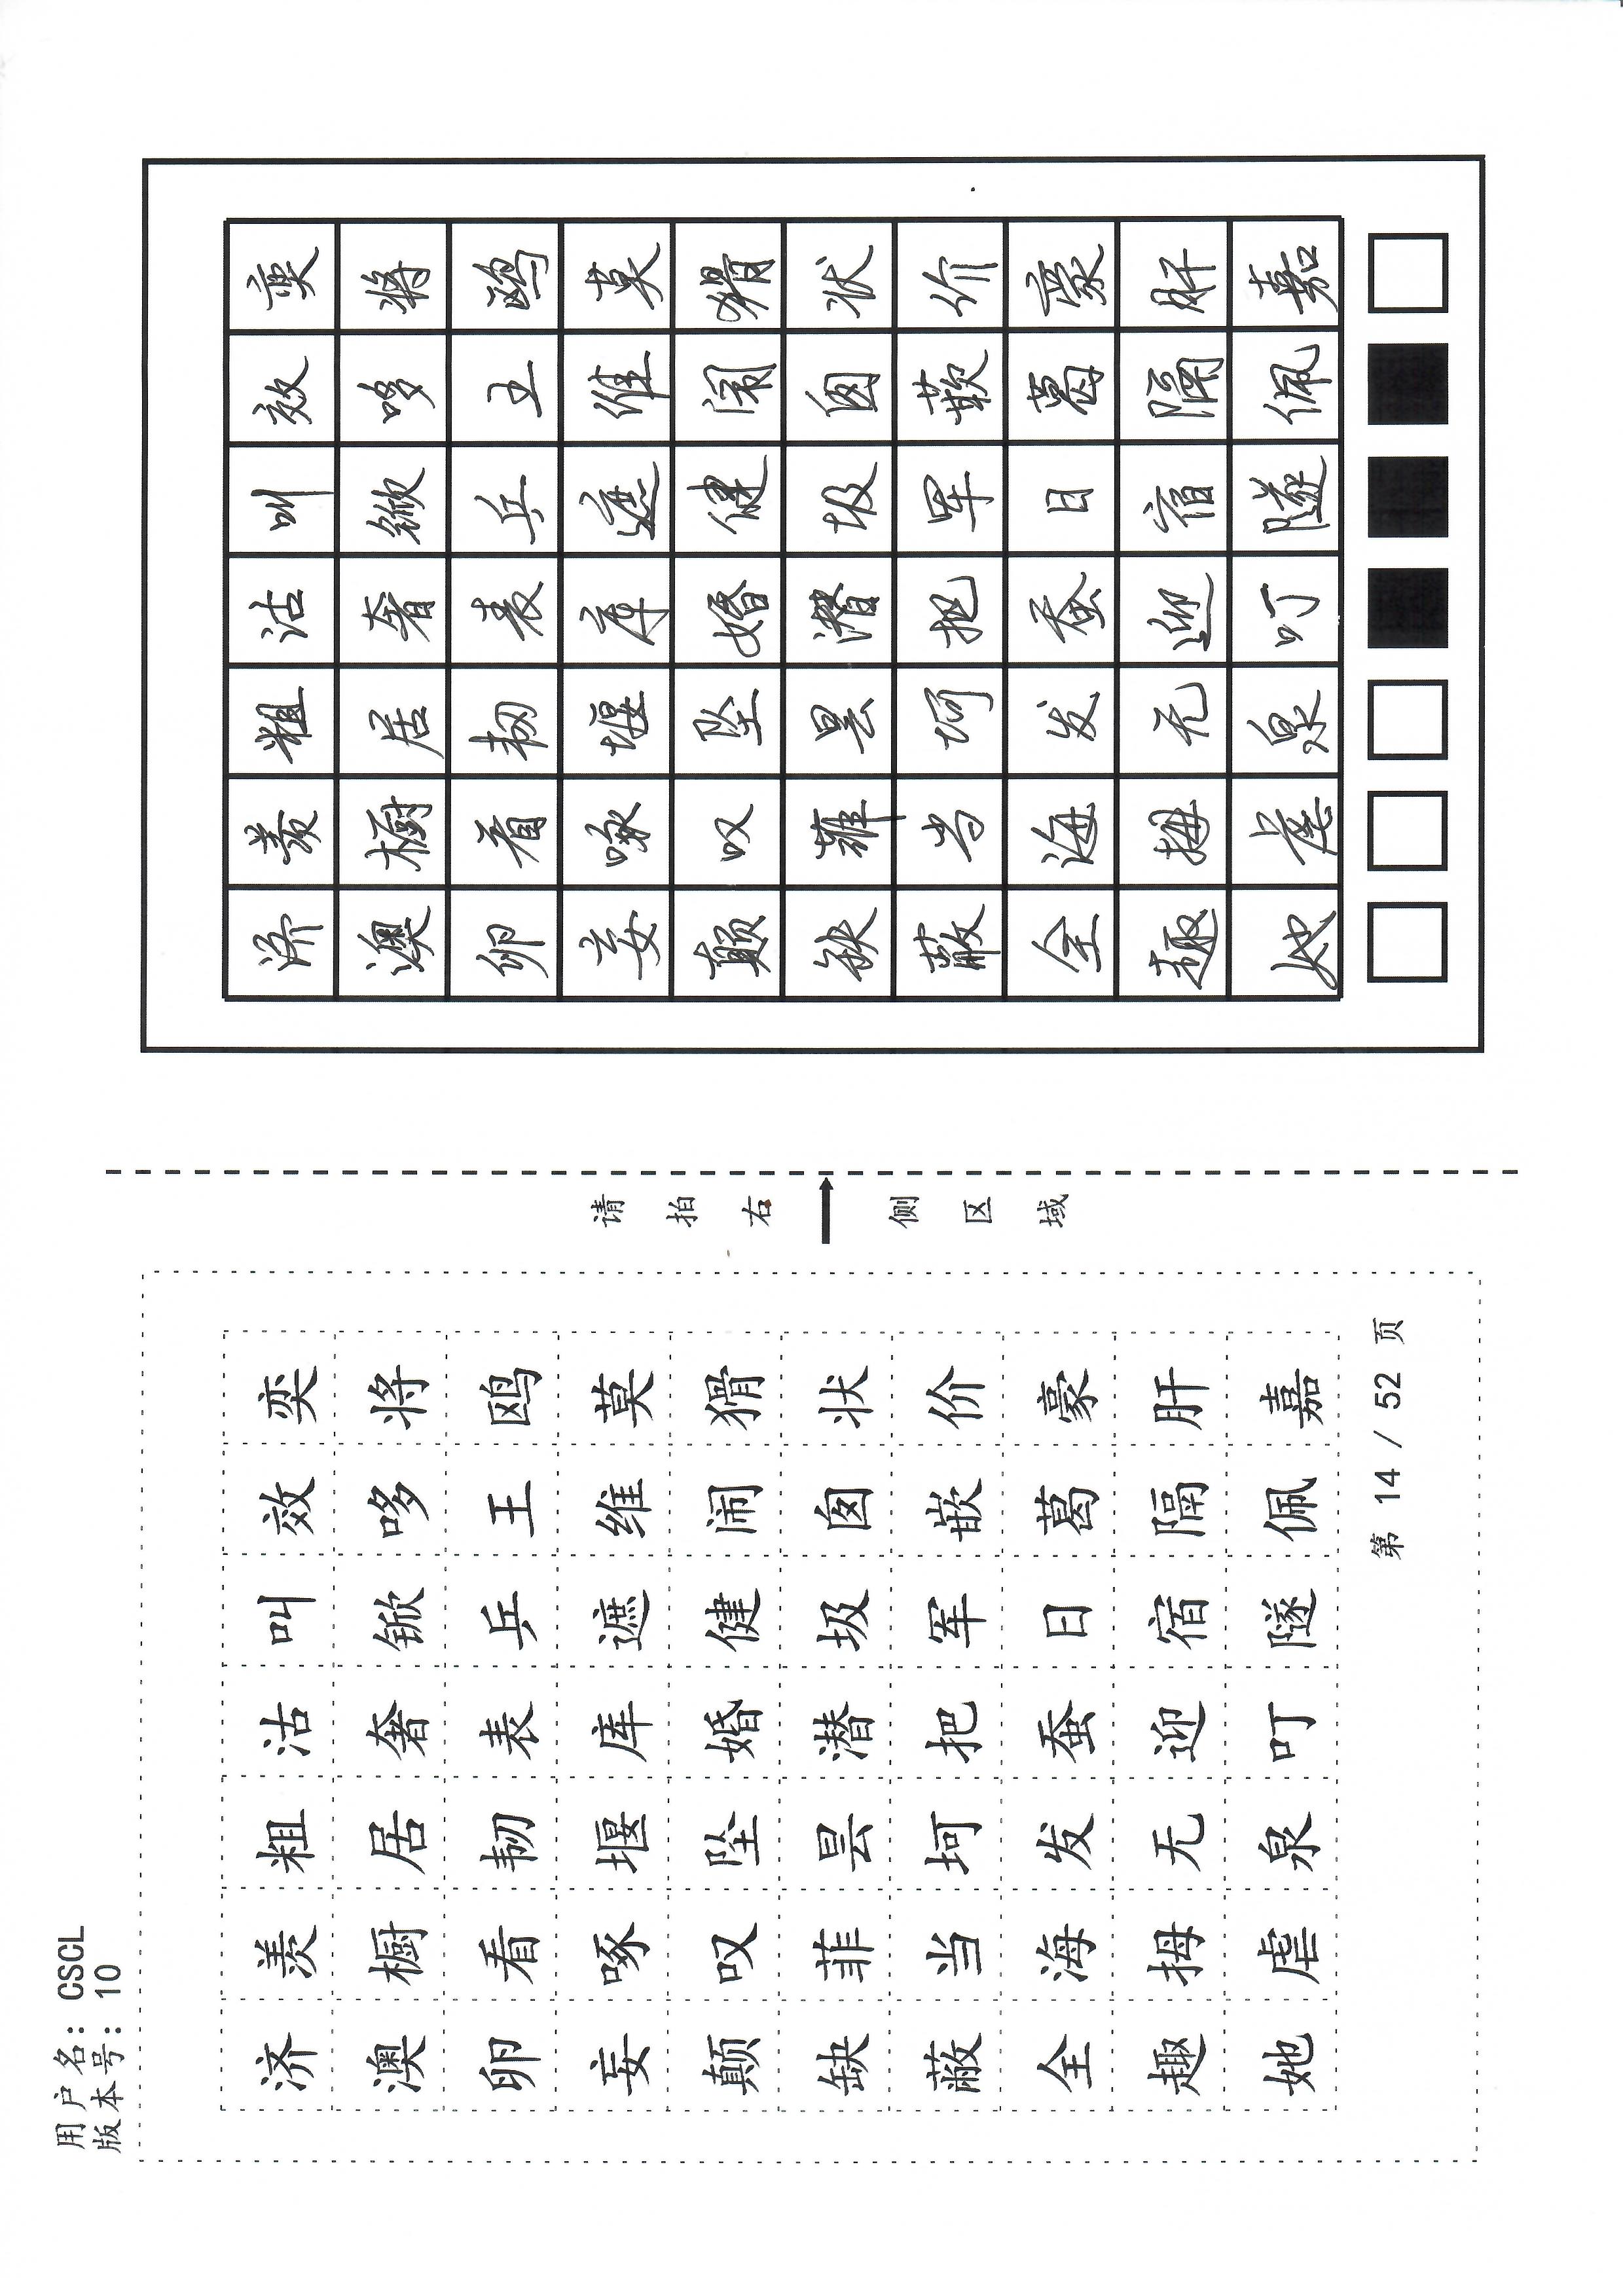 用户名：CSCL
版本号：10
济 羡 粗 沽 叫 效 奕
澳 橱 居 奢 锨 哆 将
卵 看 韧 表 兵 王 鸥
妄 啄 堰 库 遮 维 莫
颠 叹 坠 婚 健 闹 猾
缺 菲 昙 潜 圾 囱 状
蔽 当 坷 把 军 嵌 价
全 海 发 蚕 日 葛 豪
趣 拇 无 迎 宿 隔 肝
她 虐 泉 叮 隧 佩 嘉
第 14 / 52 页
请拍右→侧区域
济 羡 粗 沽 叫 效 奕
澳 橱 居 奢 锨 哆 将
卵 看 韧 表 兵 王 鸥
妄 啄 堰 库 遮 维 莫
颠 叹 坠 婚 健 闹 猾
缺 菲 昙 潜 圾 囱 状
蔽 当 坷 把 军 嵌 价
全 海 发 蚕 日 葛 豪
趣 拇 无 迎 宿 隔 肝
她 虐 泉 叮 隧 佩 嘉